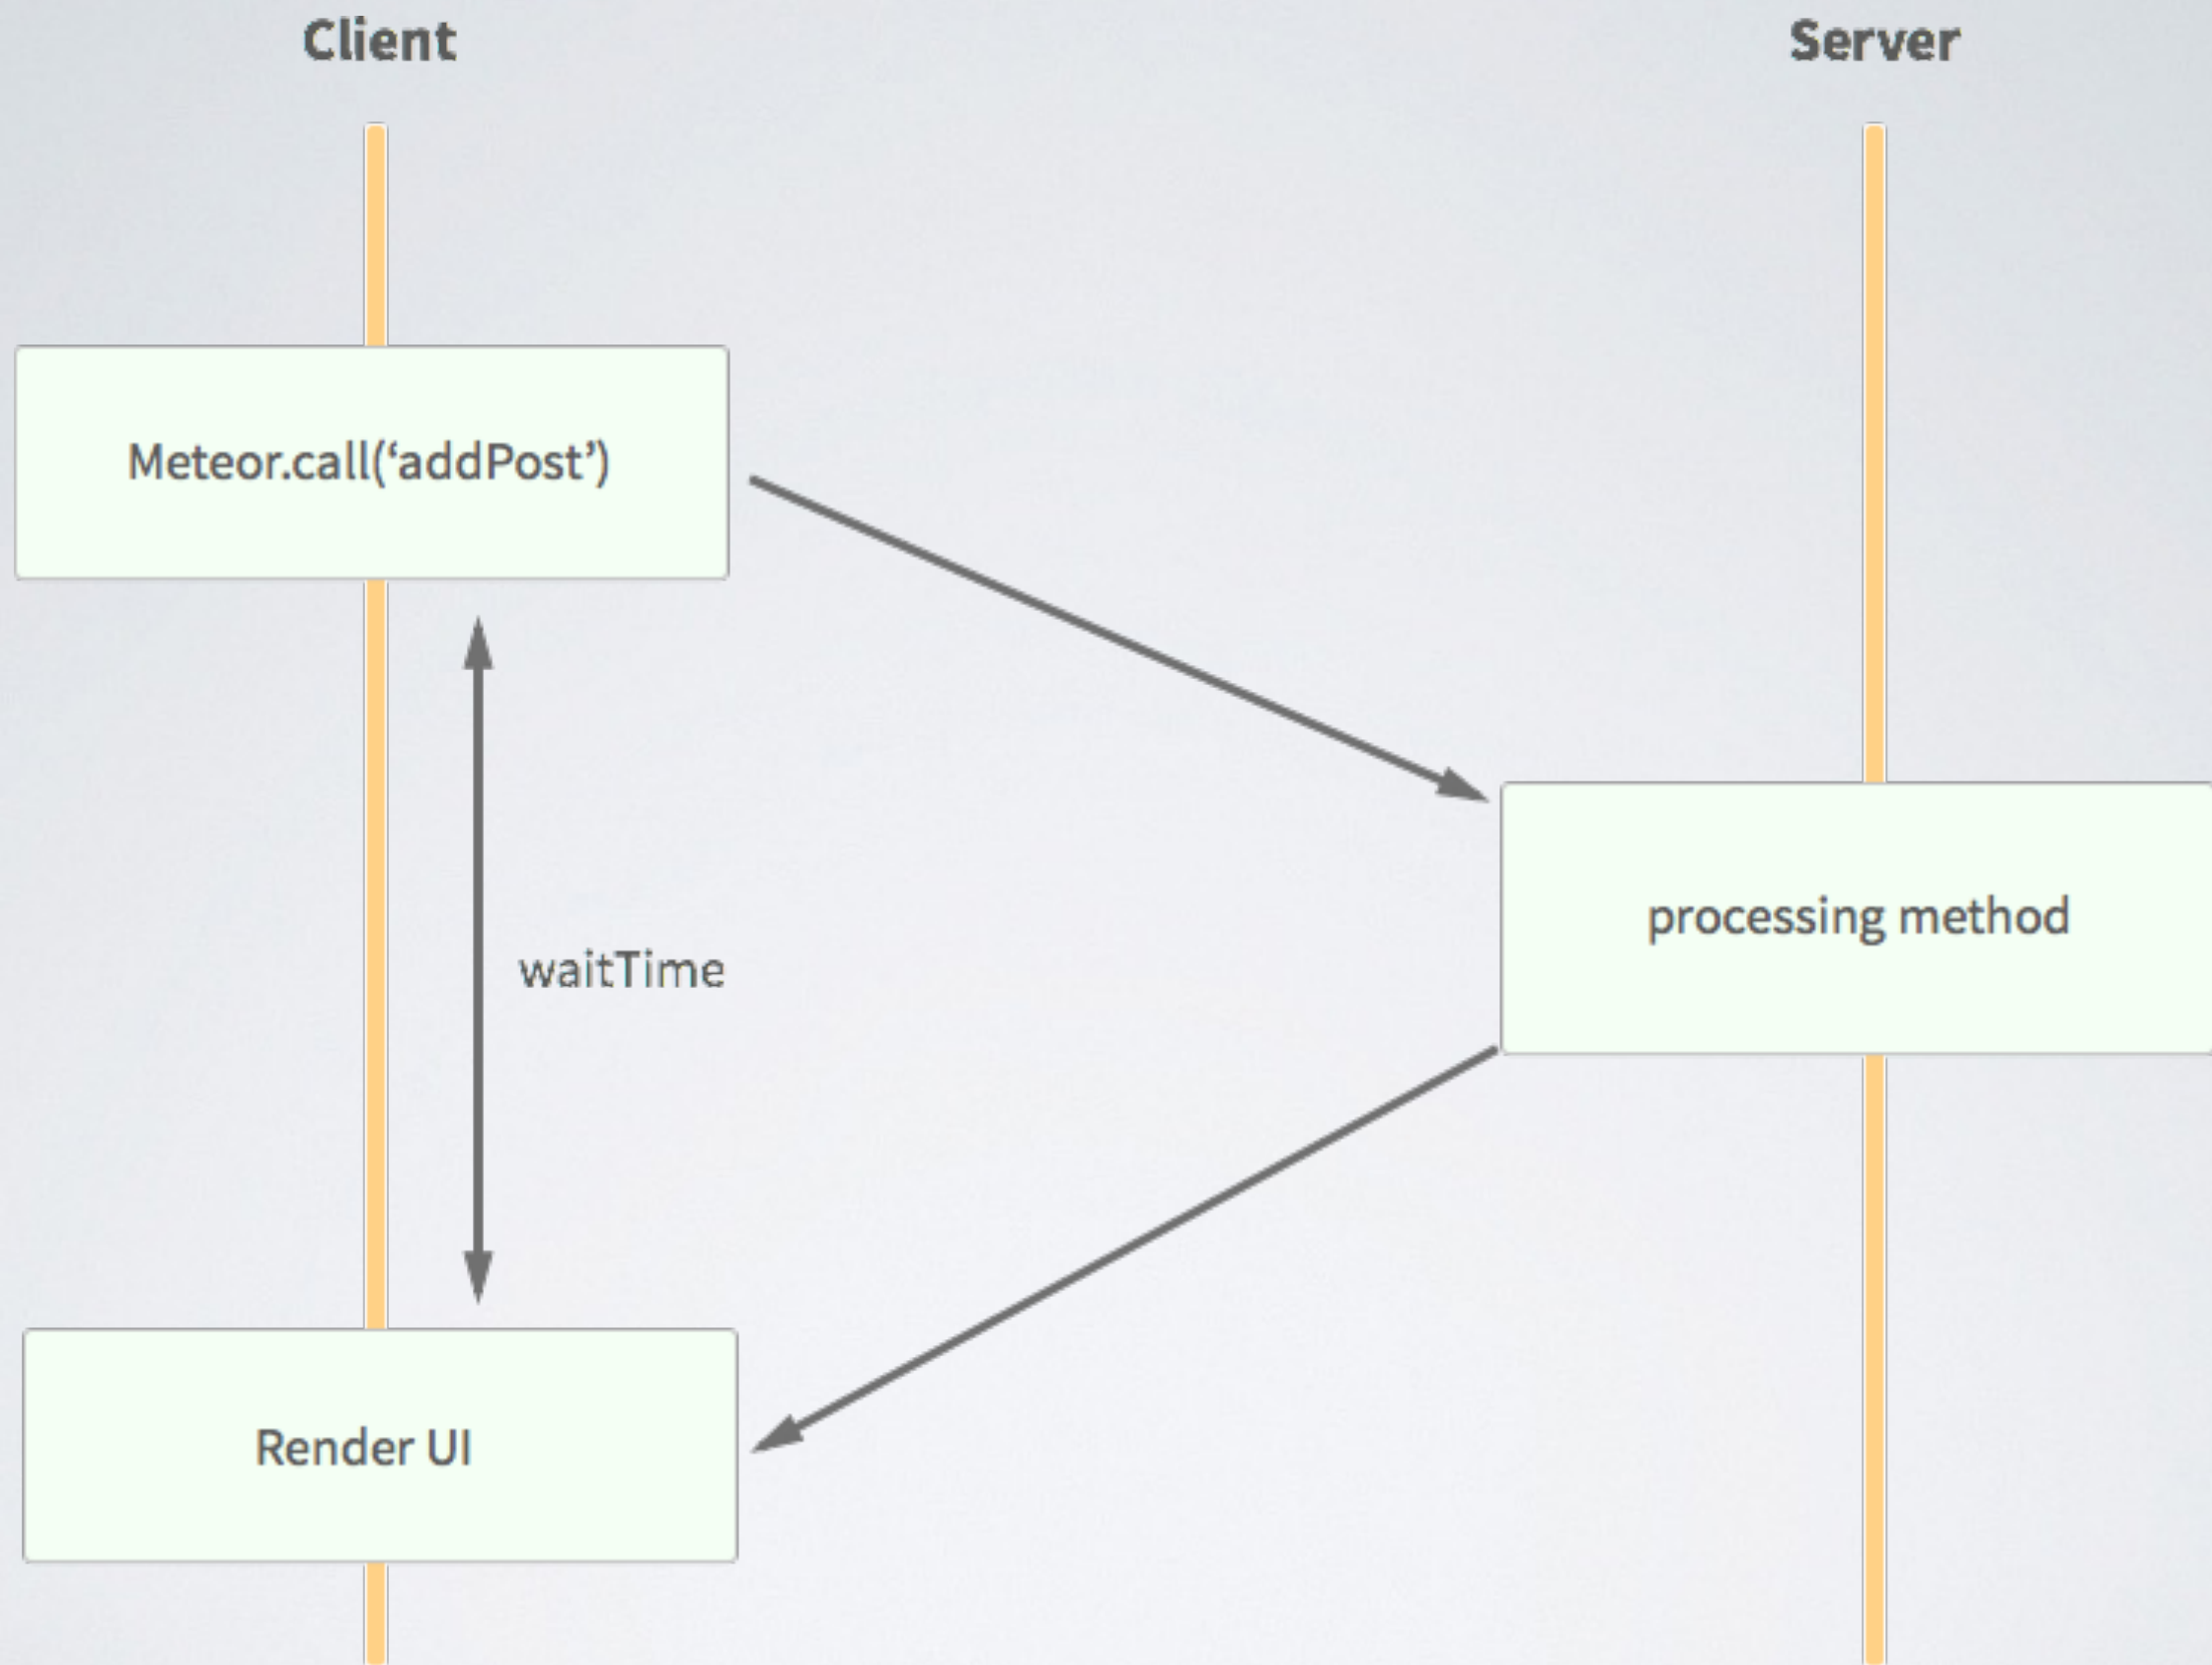 Client
Server
Meteor.call(‘addPost’)
processing method
waitTime
Render UI